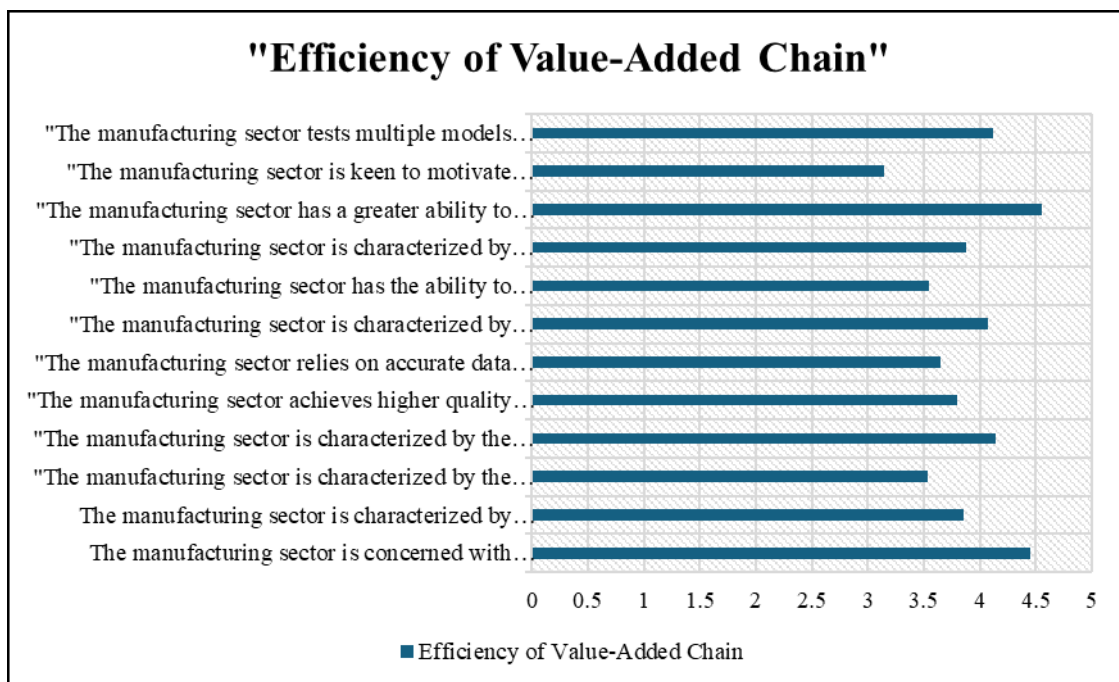 "Efficiency of Value-Added Chain"
"The manufacturing sector tests multiple models…
"The manufacturing sector is keen to motivate…
"The manufacturing sector has a greater ability to…
"The manufacturing sector is characterized by…
"The manufacturing sector has the ability to…
"The manufacturing sector is characterized by…
"The manufacturing sector relies on accurate data…
"The manufacturing sector achieves higher quality…
"The manufacturing sector is characterized by the…
"The manufacturing sector is characterized by the…
The manufacturing sector is characterized by…
The manufacturing sector is concerned with…
0 0.5 1 1.5 2 2.5 3 3.5 4 4.5 5
Efficiency of Value-Added Chain